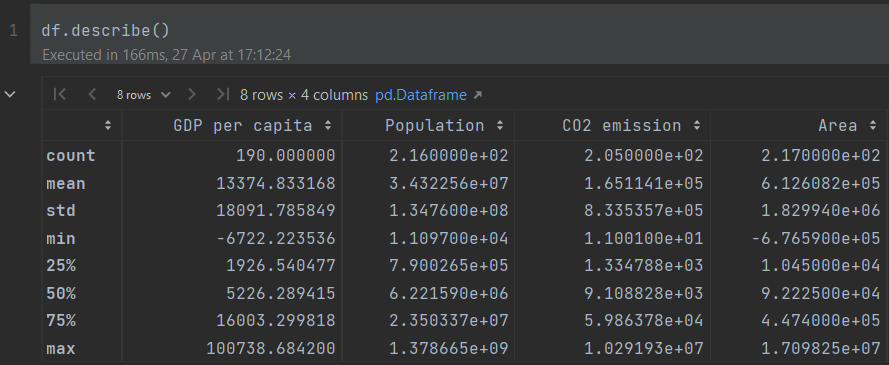 1 df.describe()
Executed in 166ms, 27 Apr at 17:12:24
8 rows 8 rows × 4 columns pd.Dataframe
GDP per capita Population CO2 emission Area
count 190.000000 2.160000e+02 2.050000e+02 2.170000e+02
mean 13374.833168 3.432256e+07 1.651141e+05 6.126082e+05
std 18091.785849 1.347600e+08 8.335357e+05 1.829940e+06
min -6722.223536 1.109700e+04 1.100100e+01 -6.765900e+05
25% 1926.540477 7.900265e+05 1.334788e+03 1.045000e+04
50% 5226.289415 6.221590e+06 9.108828e+03 9.222500e+04
75% 16003.299818 2.350337e+07 5.986378e+04 4.474000e+05
max 100738.684200 1.378665e+09 1.029193e+07 1.709825e+07